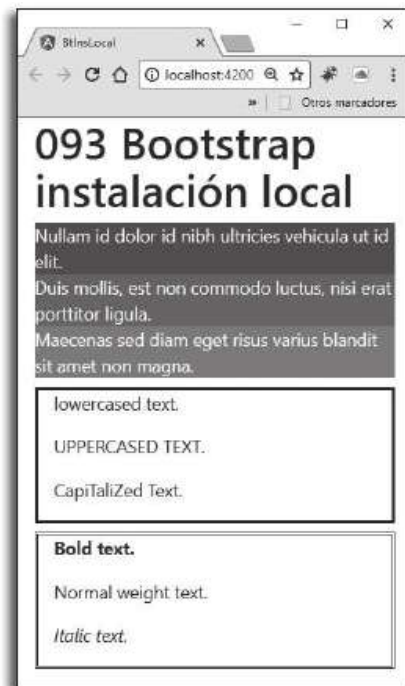 BtInsLocal
localhost:4200
» Otros marcadores
093 Bootstrap
instalación local
Nullam id dolor id nibh ultricies vehicula ut id
elit.
Duis mollis, est non commodo luctus, nisi erat
porttitor ligula.
Maecenas sed diam eget risus varius blandit
sit amet non magna.
lowercased text.
UPPERCASED TEXT.
CapiTaliZed Text.
Bold text.
Normal weight text.
Italic text.